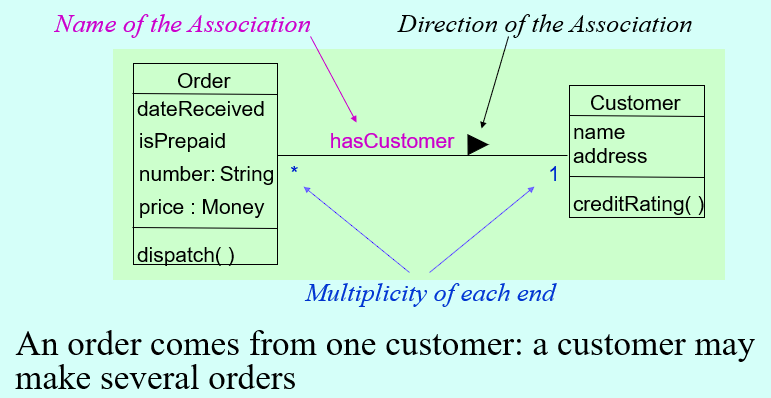 Name of the Association
Direction of the Association
Order
dateReceived
isPrepaid
number: String
price : Money
dispatch( )
hasCustomer
*
1
Customer
name
address
creditRating( )
Multiplicity of each end
An order comes from one customer: a customer may
make several orders